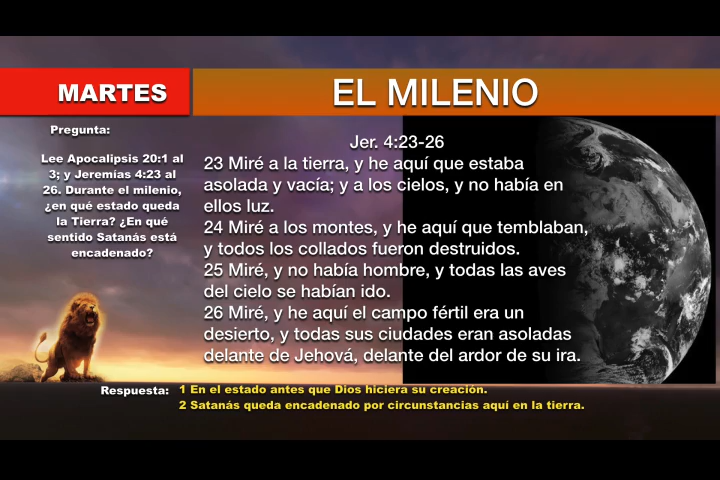 MARTES
EL MILENIO
Pregunta:
Lee Apocalipsis 20:1 al
3; y Jeremías 4:23 al
26. Durante el milenio,
¿en qué estado queda
la Tierra? ¿En qué
sentido Satanás está
encadenado?
Jer. 4:23-26
23 Miré a la tierra, y he aquí que estaba
asolada y vacía; y a los cielos, y no había en
ellos luz.
24 Miré a los montes, y he aquí que temblaban,
y todos los collados fueron destruidos.
25 Miré, y no había hombre, y todas las aves
del cielo se habían ido.
26 Miré, y he aquí el campo fértil era un
desierto, y todas sus ciudades eran asoladas
delante de Jehová, delante del ardor de su ira.
Respuesta:
1 En el estado antes que Dios hiciera su creación.
2 Satanás queda encadenado por circunstancias aquí en la tierra.